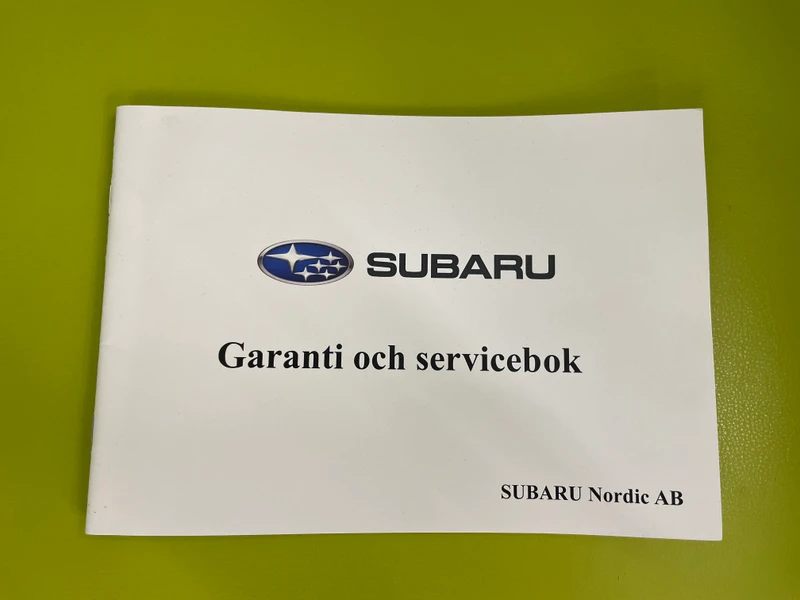 SUBARU
Garanti och servicebok
SUBARU Nordic AB